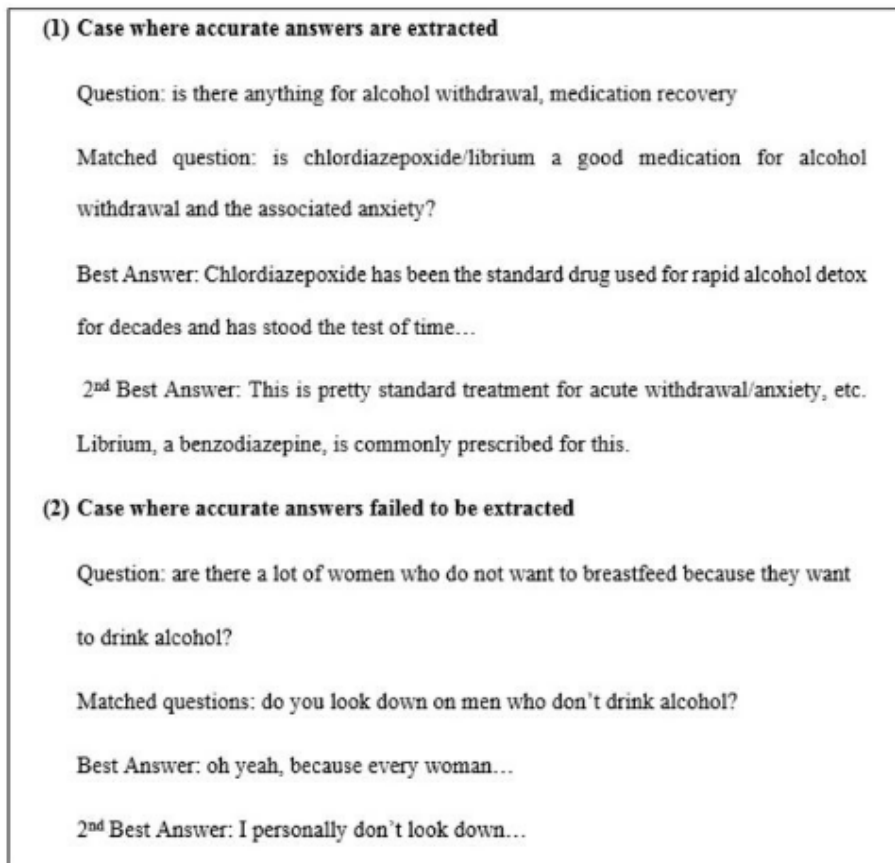 (1) Case where accurate answers are extracted
Question: is there anything for alcohol withdrawal, medication recovery
Matched question: is chlordiazepoxide/librium a good medication for alcohol
withdrawal and the associated anxiety?
Best Answer: Chlordiazepoxide has been the standard drug used for rapid alcohol detox
for decades and has stood the test of time…
2nd Best Answer: This is pretty standard treatment for acute withdrawal/anxiety, etc.
Librium, a benzodiazepine, is commonly prescribed for this.
(2) Case where accurate answers failed to be extracted
Question: are there a lot of women who do not want to breastfeed because they want
to drink alcohol?
Matched questions: do you look down on men who don’t drink alcohol?
Best Answer: oh yeah, because every woman…
2nd Best Answer: I personally don’t look down…